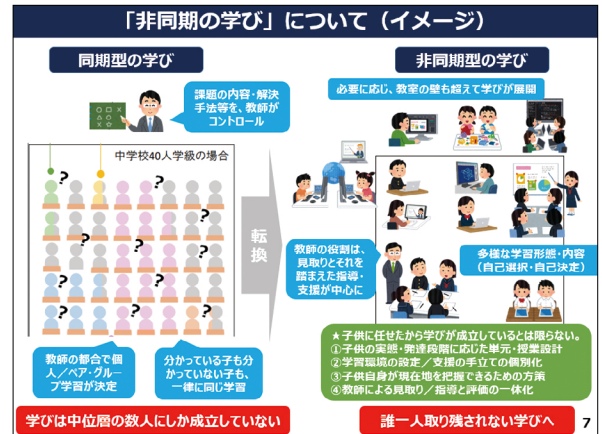 「非同期の学び」について（イメージ）
同期型の学び
課題の内容・解決
手法等を、教師が
コントロール
中学校40人学級の場合
?
?
?
?
?
?
?
?
教師の都合で個
人／ペア・グルー
プ学習が決定
分かっている子も分
かっていない子も、
一律に同じ学習
学びは中位層の数人にしか成立していない
転
換
非同期型の学び
必要に応じ、教室の壁も超えて学びが展開
教師の役割は、
見取りとそれを
踏まえた指導・
支援が中心に
多様な学習形態・内容
（自己選択・自己決定）
★子供に任せたから学びが成立しているとは限らない。
①子供の実態・発達段階に応じた単元・授業設計
②学習環境の設定／支援の手立ての個別化
③子供自身が現在地を把握できるための方策
④教師による見取り／指導と評価の一体化
誰一人取り残されない学びへ
7